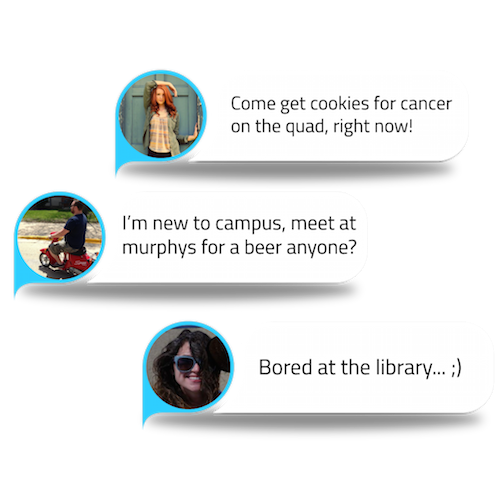 Come get cookies for cancer
on the quad, right now!
I'm new to campus, meet at
murphys for a beer anyone?
Bored at the library... ;)